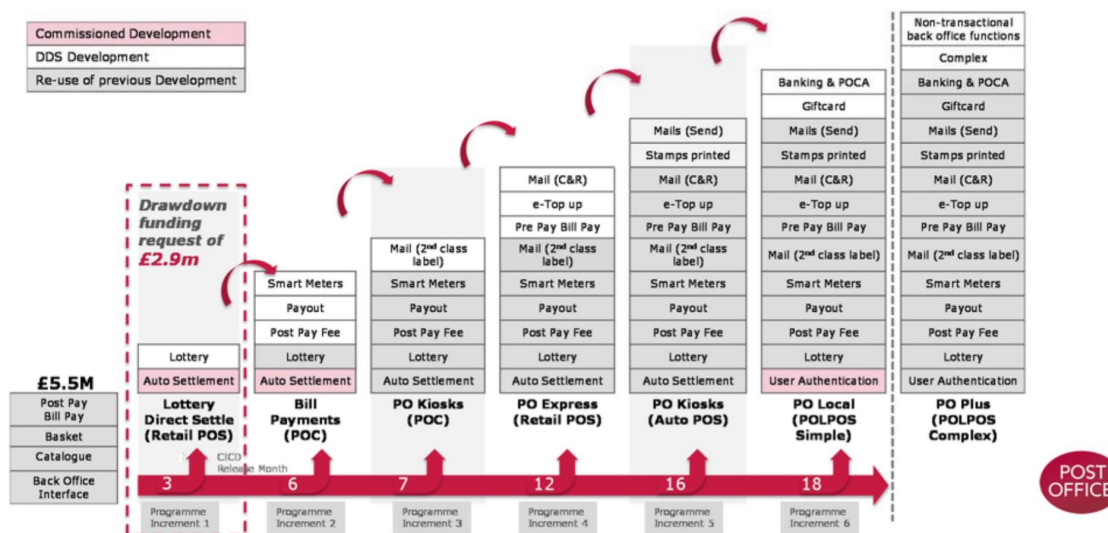 Commissioned Development
DDS Development
Re-use of previous Development
Drawdown
funding
request of
£2.9m
£5.5M
Post Pay
Bill Pay
Basket
Catalogue
Back Office
Interface
Lottery
Auto Settlement
Lottery
Direct Settle
(Retail POS)
Smart Meters
Payout
Post Pay Fee
Lottery
Auto Settlement
Bill
Payments
(POC)
Mail (2nd class
label)
Smart Meters
Payout
Post Pay Fee
Lottery
Auto Settlement
PO Kiosks
(POC)
Mail (C&R)
e-Top up
Pre Pay Bill Pay
Mail (2nd class
label)
Smart Meters
Payout
Post Pay Fee
Lottery
Auto Settlement
PO Express
(Retail POS)
Mails (Send)
Stamps printed
Mail (C&R)
e-Top up
Pre Pay Bill Pay
Mail (2nd class
label)
Smart Meters
Payout
Post Pay Fee
Lottery
Auto Settlement
PO Kiosks
(Auto POS)
Banking & POCA
Giftcard
Mails (Send)
Stamps printed
Mail (C&R)
e-Top up
Pre Pay Bill Pay
Mail (2nd class label)
Smart Meters
Payout
Post Pay Fee
Lottery
User Authentication
PO Local
(POLPOS
Simple)
Non-transactional
back office functions
Complex
Banking & POCA
Giftcard
Mails (Send)
Stamps printed
Mail (C&R)
e-Top up
Pre Pay Bill Pay
Mail (2nd class label)
Smart Meters
Payout
Post Pay Fee
Lottery
User Authentication
PO Plus
(POLPOS
Complex)
CICD
Release Month
3
6
7
12
16
18
Programme
Increment 1
Programme
Increment 2
Programme
Increment 3
Programme
Increment 4
Programme
Increment 5
Programme
Increment 6
POST
OFFICE